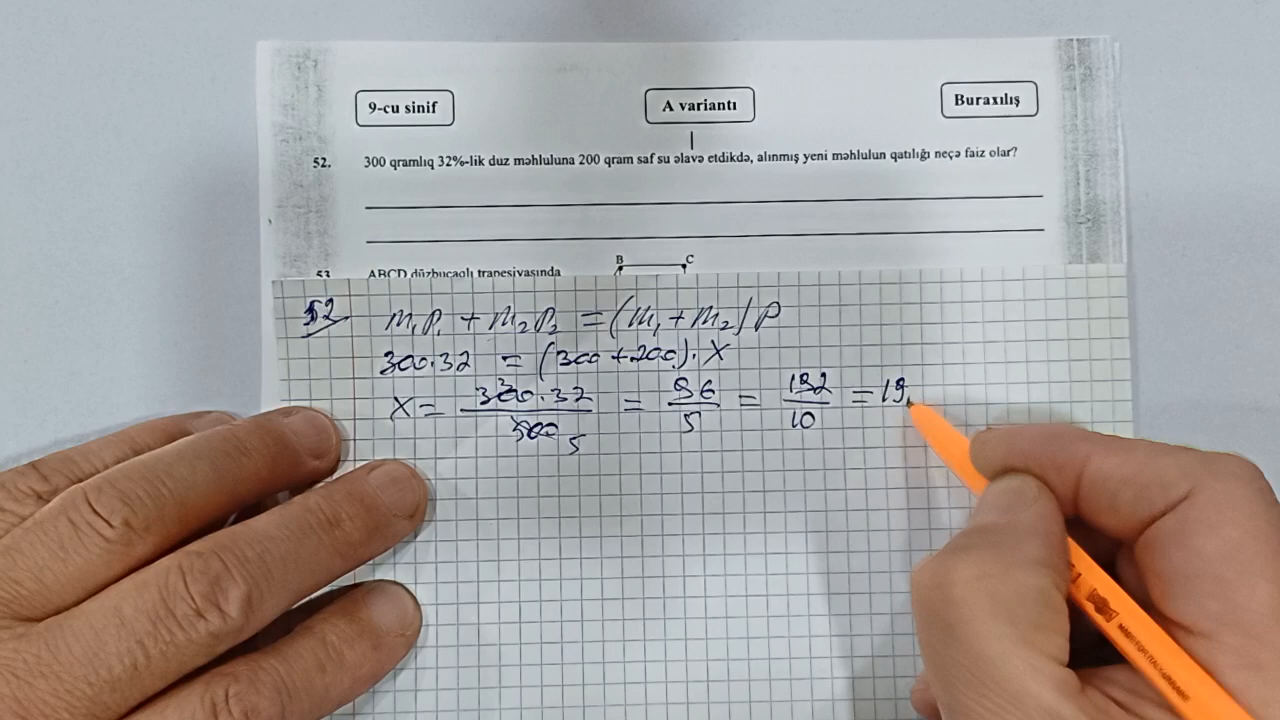 9-cu sinif
A variantı
Buraxılış
52. 300 qramlıq 32%-lik duz məhluluna 200 qram saf su əlavə etdikdə, alınmış yeni məhlulun qatılığı neçə faiz olar?
53 ABCD düzbucaqlı trapesiyasında
B C
52 m₁p₁ + m₂p₂ = (m₁ + m₂) p
300·32 = (300 + 200)·x
x = 300·32 / 500 = 96/5 = 192/10 = 19,
3
5